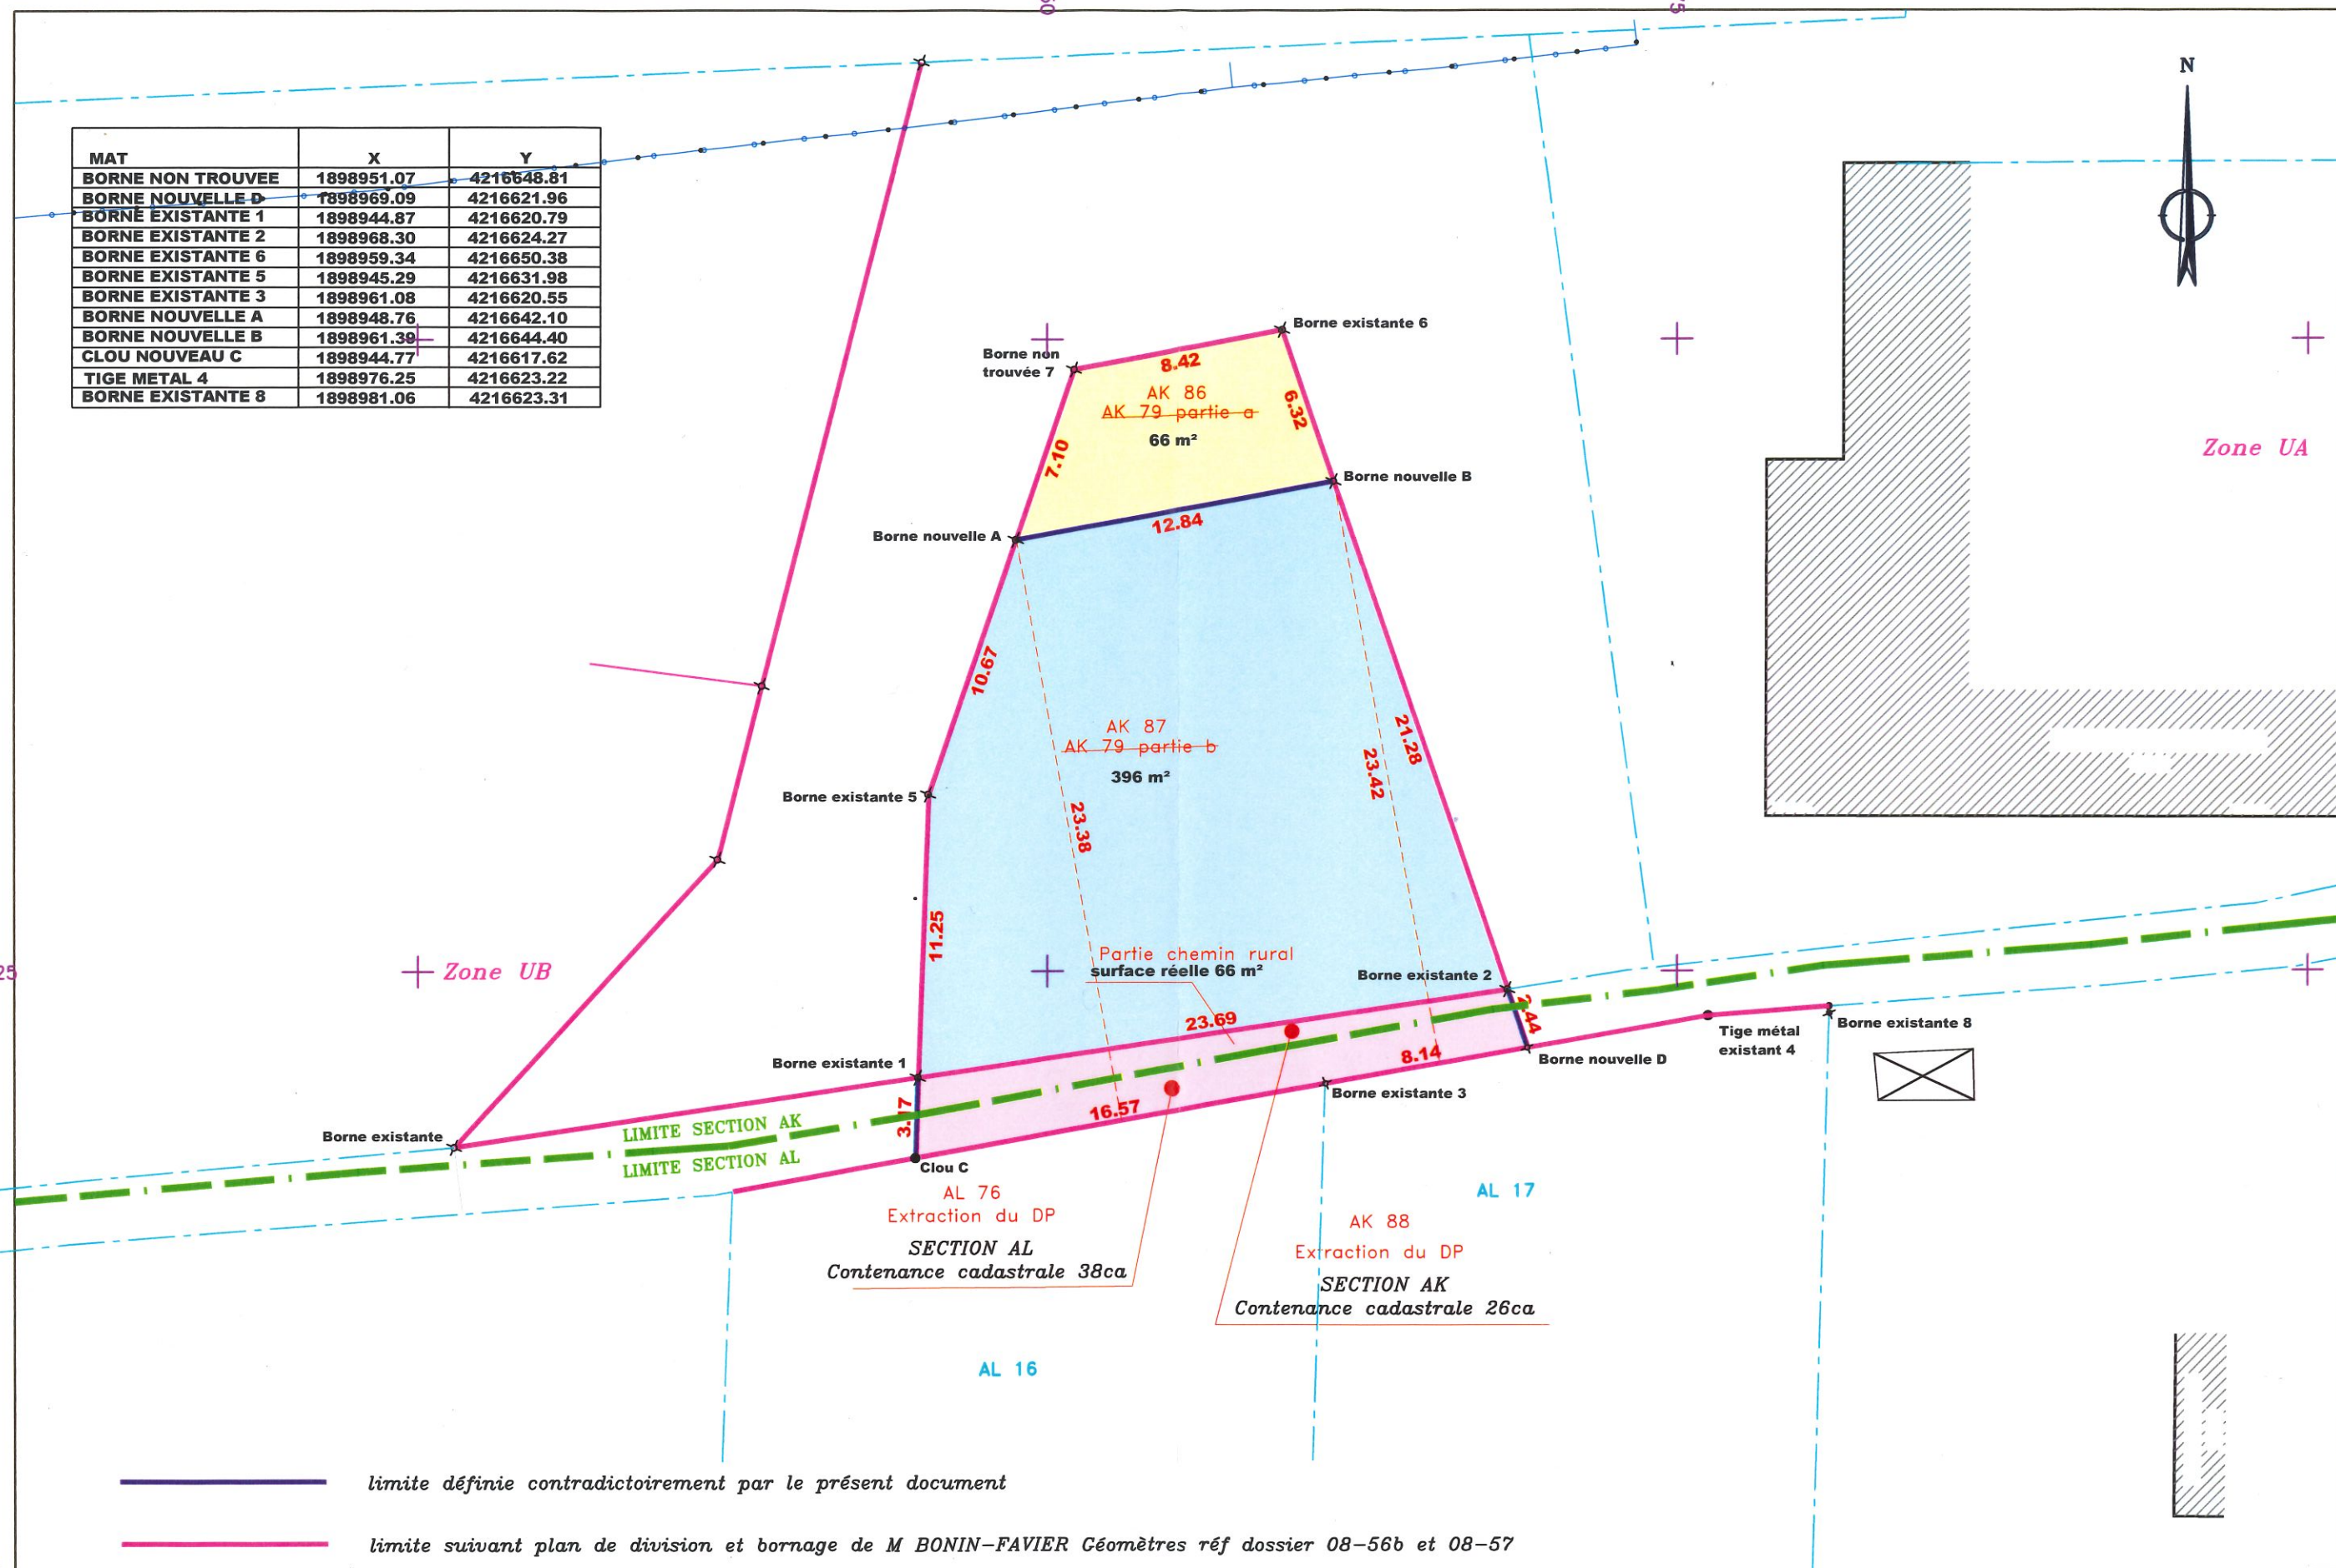 N
MAT X Y
BORNE NON TROUVEE 1898951.07 4216648.81
BORNE NOUVELLE D 1898969.09 4216621.96
BORNE EXISTANTE 1 1898944.87 4216620.79
BORNE EXISTANTE 2 1898968.30 4216624.27
BORNE EXISTANTE 6 1898959.34 4216650.38
BORNE EXISTANTE 5 1898945.29 4216631.98
BORNE EXISTANTE 3 1898961.08 4216620.55
BORNE NOUVELLE A 1898948.76 4216642.10
BORNE NOUVELLE B 1898961.39 4216644.40
CLOU NOUVEAU C 1898944.77 4216617.62
TIGE METAL 4 1898976.25 4216623.22
BORNE EXISTANTE 8 1898981.06 4216623.31
Borne existante 6
Borne non
trouvée 7
8.42
AK 86
AK 79 partie a
66 m²
6.32
7.10
Zone UA
Borne nouvelle B
12.84
Borne nouvelle A
10.67
AK 87
AK 79 partie b
396 m²
21.28
23.42
23.38
Borne existante 5
11.25
25
Zone UB
Partie chemin rural
surface réelle 66 m²
Borne existante 2
23.69
8.14
Borne existante 8
Tige métal
existant 4
Borne nouvelle D
Borne existante 1
Borne existante 3
16.57
Borne existante
LIMITE SECTION AK
LIMITE SECTION AL
Clou C
AL 76
Extraction du DP
SECTION AL
Contenance cadastrale 38ca
AL 17
AK 88
Extraction du DP
SECTION AK
Contenance cadastrale 26ca
AL 16
limite définie contradictoirement par le présent document
limite suivant plan de division et bornage de M BONIN-FAVIER Géomètres réf dossier 08-56b et 08-57